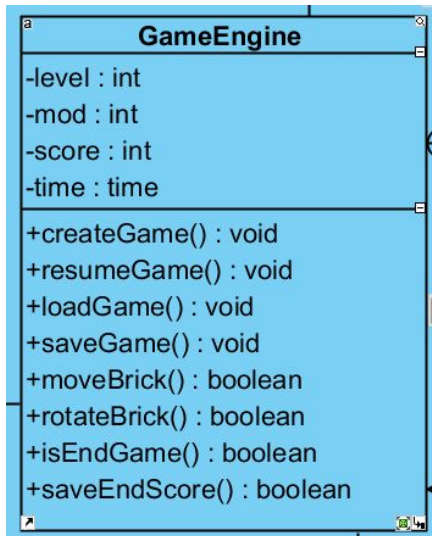 a
GameEngine
-level : int
-mod : int
-score : int
-time : time
+createGame() : void
+resumeGame() : void
+loadGame() : void
+saveGame() : void
+moveBrick() : boolean
+rotateBrick() : boolean
+isEndGame() : boolean
+saveEndScore() : boolean